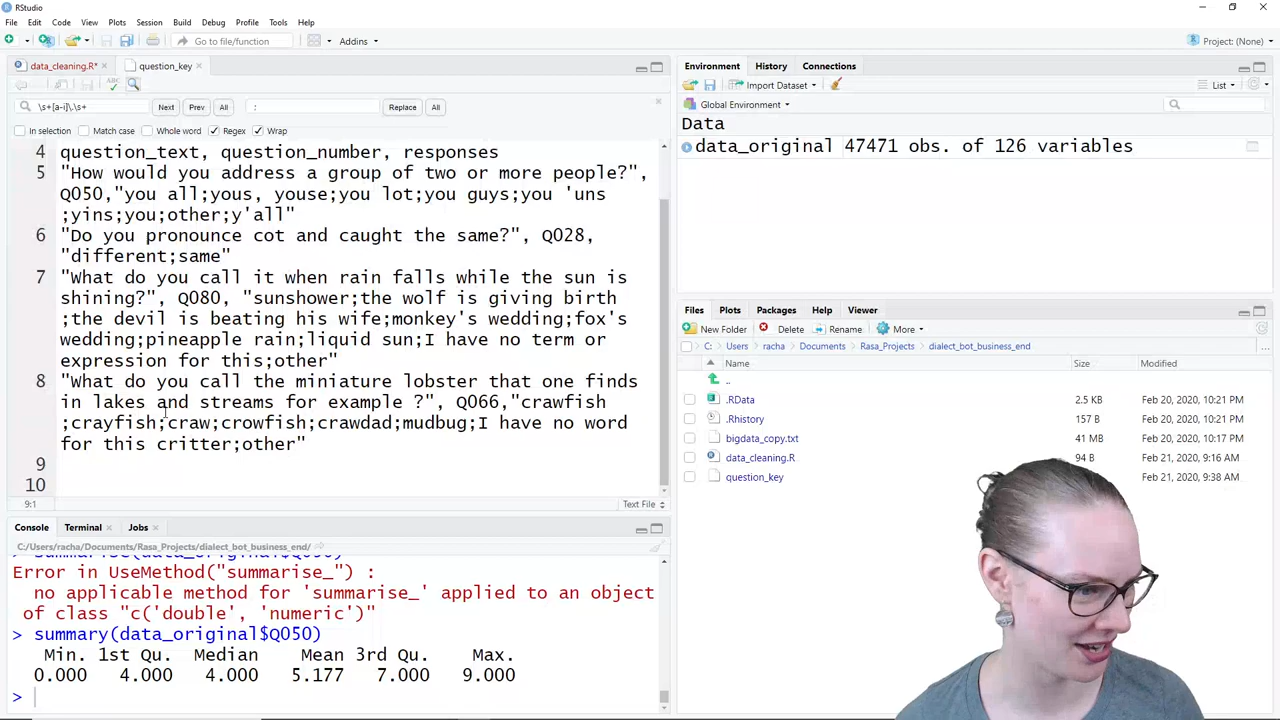 RStudio
File Edit Code View Plots Session Build Debug Profile Tools Help
Go to file/function Addins Project: (None)
data_cleaning.R* question_key
\s+[a-i]\.\s+ Next Prev All : Replace All
In selection Match case Whole word Regex Wrap
4 question_text, question_number, responses
5 "How would you address a group of two or more people?",
Q050,"you all;yous, youse;you lot;you guys;you 'uns
;yins;you;other;y'all"
6 "Do you pronounce cot and caught the same?", Q028,
"different;same"
7 "What do you call it when rain falls while the sun is
shining?", Q080, "sunshower;the wolf is giving birth
;the devil is beating his wife;monkey's wedding;fox's
wedding;pineapple rain;liquid sun;I have no term or
expression for this;other"
8 "What do you call the miniature lobster that one finds
in lakes and streams for example ?", Q066,"crawfish
;crayfish;craw;crowfish;crawdad;mudbug;I have no word
for this critter;other"
9
10
9:1 Text File
Console Terminal Jobs
C:/Users/racha/Documents/Rasa_Projects/dialect_bot_business_end/
> summarise(data_original$Q050)
Error in UseMethod("summarise_") :
no applicable method for 'summarise_' applied to an object
of class "c('double', 'numeric')"
> summary(data_original$Q050)
Min. 1st Qu. Median Mean 3rd Qu. Max.
0.000 4.000 4.000 5.177 7.000 9.000
>
Environment History Connections
Import Dataset List
Global Environment
Data
data_original 47471 obs. of 126 variables
Files Plots Packages Help Viewer
New Folder Delete Rename More
C: Users racha Documents Rasa_Projects dialect_bot_business_end ...
Name Size Modified
..
.RData 2.5 KB Feb 20, 2020, 10:21 PM
.Rhistory 157 B Feb 20, 2020, 10:21 PM
bigdata_copy.txt 41 MB Feb 20, 2020, 10:17 PM
data_cleaning.R 94 B Feb 21, 2020, 9:16 AM
question_key Feb 21, 2020, 9:38 AM